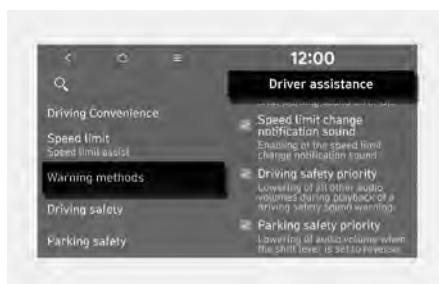 12:00
Driver assistance
Driving Convenience
Speed limit
Speed limit assist
Warning methods
Driving safety
Parking safety
Speed limit change
notification sound
Enabling of the speed limit
change notification sound
Driving safety priority
Lowering of all other audio
volumes during playback of a
driving safety sound warning.
Parking safety priority
Lowering of audio volume when
the shift lever is set to reverse